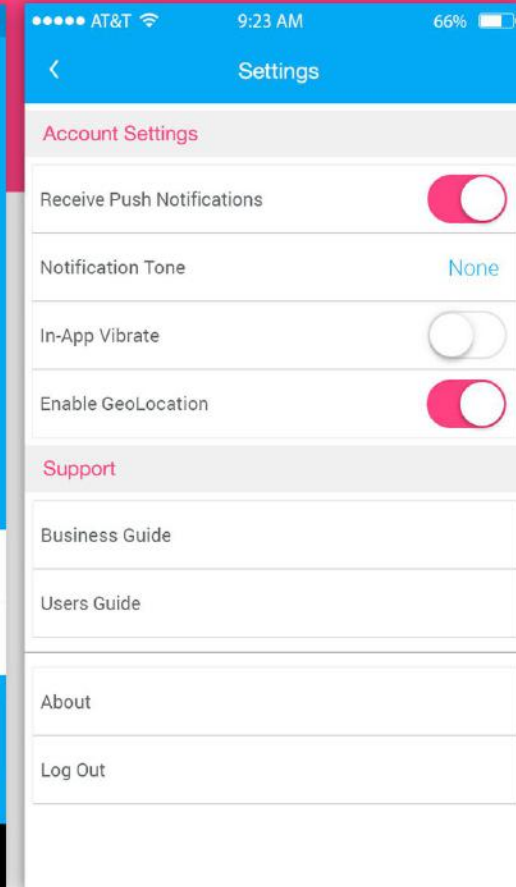 AT&T 9:23 AM 66%
Settings
Account Settings
Receive Push Notifications
Notification Tone None
In-App Vibrate
Enable GeoLocation
Support
Business Guide
Users Guide
About
Log Out